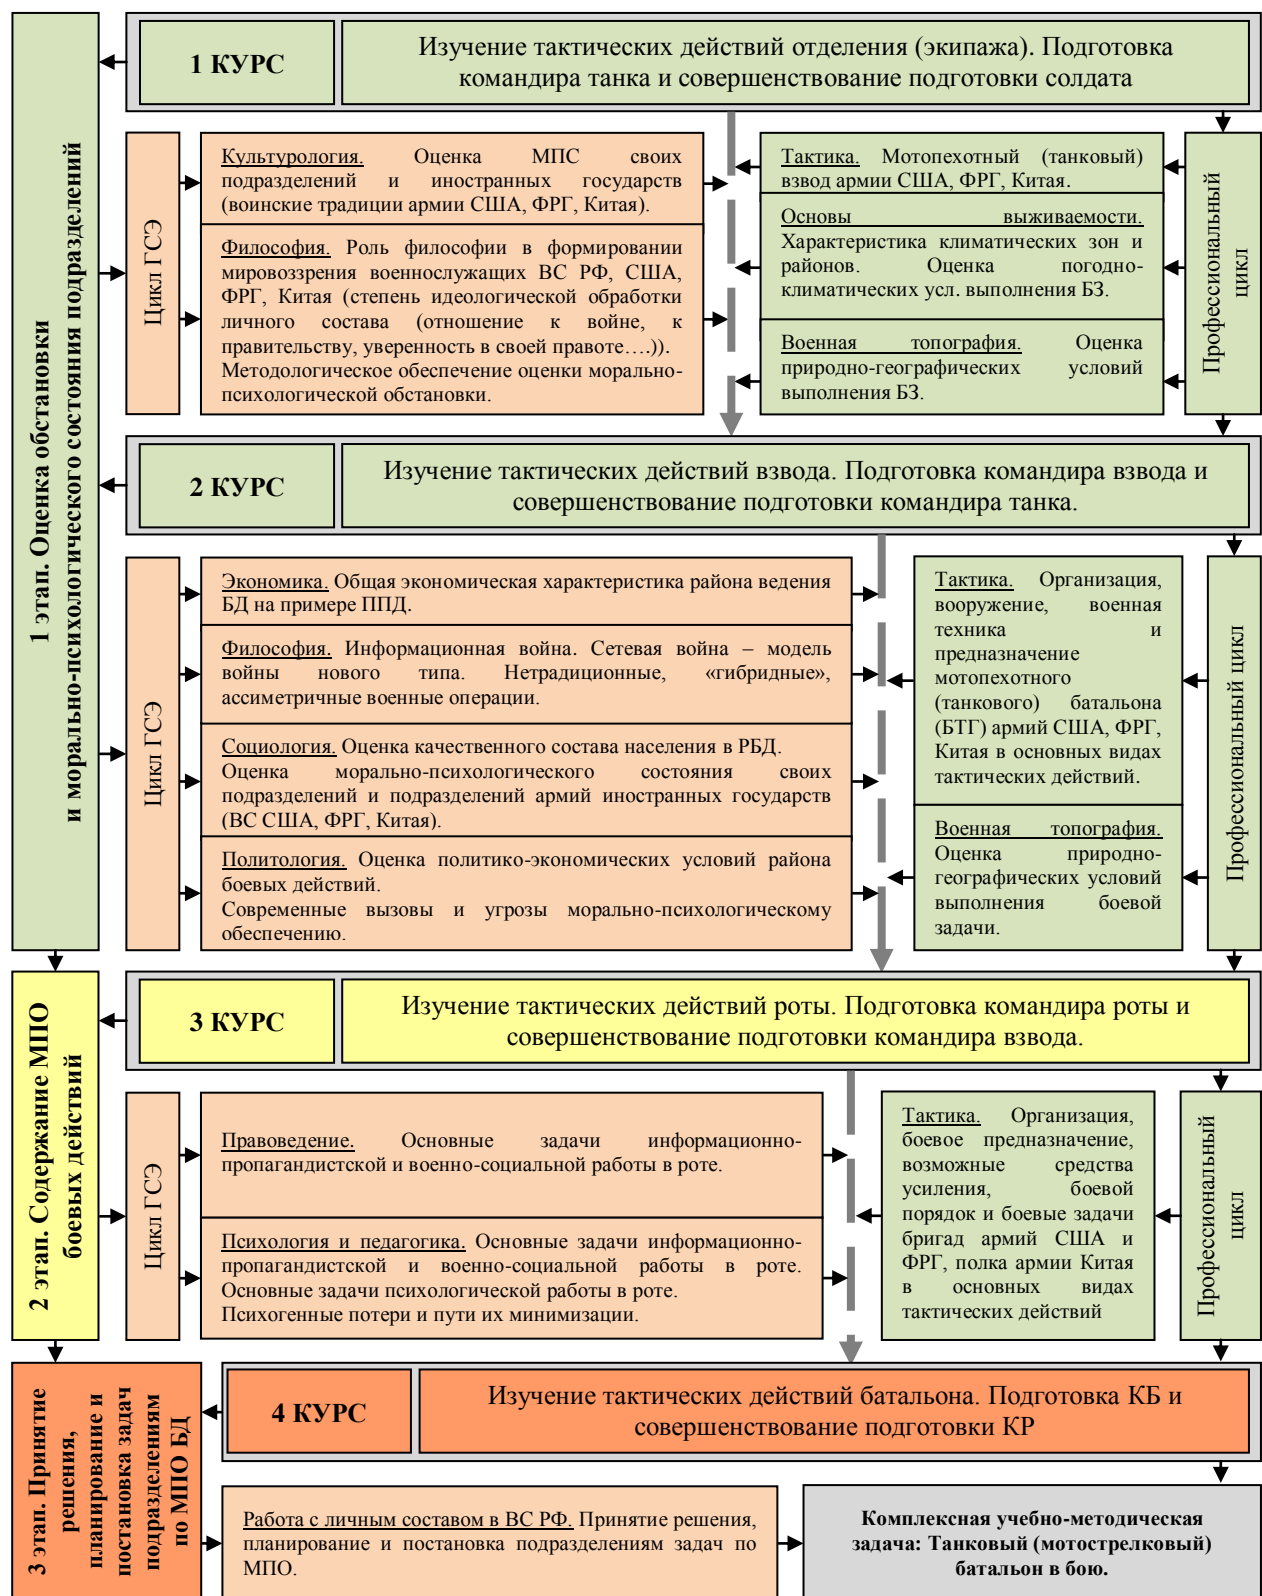 1 этап. Оценка обстановки
и морально-психологического состояния подразделений
1 КУРС
Изучение тактических действий отделения (экипажа). Подготовка
командира танка и совершенствование подготовки солдата
Цикл ГСЭ
Культурология. Оценка МПС своих
подразделений и иностранных государств
(воинские традиции армии США, ФРГ, Китая).
Философия. Роль философии в формировании
мировоззрения военнослужащих ВС РФ, США,
ФРГ, Китая (степень идеологической обработки
личного состава (отношение к войне, к
правительству, уверенность в своей правоте….)).
Методологическое обеспечение оценки морально-
психологической обстановки.
Тактика. Мотопехотный (танковый)
взвод армии США, ФРГ, Китая.
Основы выживаемости.
Характеристика климатических зон и
районов. Оценка погодно-
климатических усл. выполнения БЗ.
Военная топография. Оценка
природно-географических условий
выполнения БЗ.
Профессиональный
цикл
2 КУРС
Изучение тактических действий взвода. Подготовка командира взвода и
совершенствование подготовки командира танка.
Цикл ГСЭ
Экономика. Общая экономическая характеристика района ведения
БД на примере ППД.
Философия. Информационная война. Сетевая война – модель
войны нового типа. Нетрадиционные, «гибридные»,
ассиметричные военные операции.
Социология. Оценка качественного состава населения в РБД.
Оценка морально-психологического состояния своих
подразделений и подразделений армий иностранных государств
(ВС США, ФРГ, Китая).
Политология. Оценка политико-экономических условий района
боевых действий.
Современные вызовы и угрозы морально-психологическому
обеспечению.
Тактика. Организация,
вооружение, военная
техника и
предназначение
мотопехотного
(танкового) батальона
(БТГ) армий США, ФРГ,
Китая в основных видах
тактических действий.
Военная топография.
Оценка природно-
географических условий
выполнения боевой
задачи.
Профессиональный цикл
2 этап. Содержание МПО
боевых действий
3 КУРС
Изучение тактических действий роты. Подготовка командира роты и
совершенствование подготовки командира взвода.
Цикл ГСЭ
Правоведение. Основные задачи информационно-
пропагандистской и военно-социальной работы в роте.
Психология и педагогика. Основные задачи информационно-
пропагандистской и военно-социальной работы в роте.
Основные задачи психологической работы в роте.
Психогенные потери и пути их минимизации.
Тактика. Организация,
боевое предназначение,
возможные средства
усиления, боевой
порядок и боевые задачи
бригад армий США и
ФРГ, полка армии Китая
в основных видах
тактических действий
Профессиональный
цикл
3 этап. Принятие
решения,
планирование и
постановка задач
подразделениям
по МПО БД
4 КУРС
Изучение тактических действий батальона. Подготовка КБ и
совершенствование подготовки КР
Работа с личным составом в ВС РФ. Принятие решения,
планирование и постановка подразделениям задач по
МПО.
Комплексная учебно-методическая
задача: Танковый (мотострелковый)
батальон в бою.